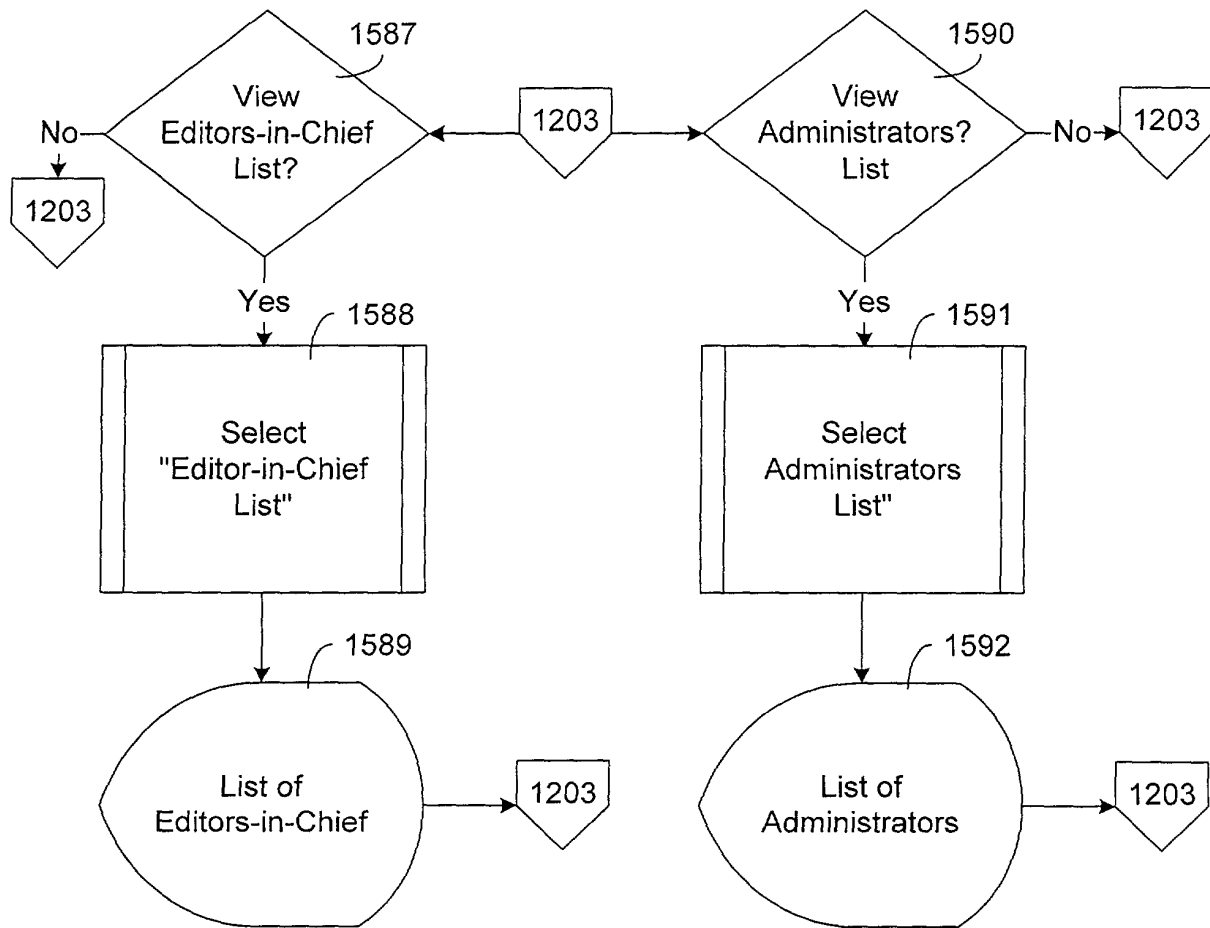 1587
View
Editors-in-Chief
List?
No
1203
1203
1590
View
Administrators?
List
No
1203
Yes
1588
Select
"Editor-in-Chief
List"
Yes
1591
Select
Administrators
List"
1589
List of
Editors-in-Chief
1203
1592
List of
Administrators
1203